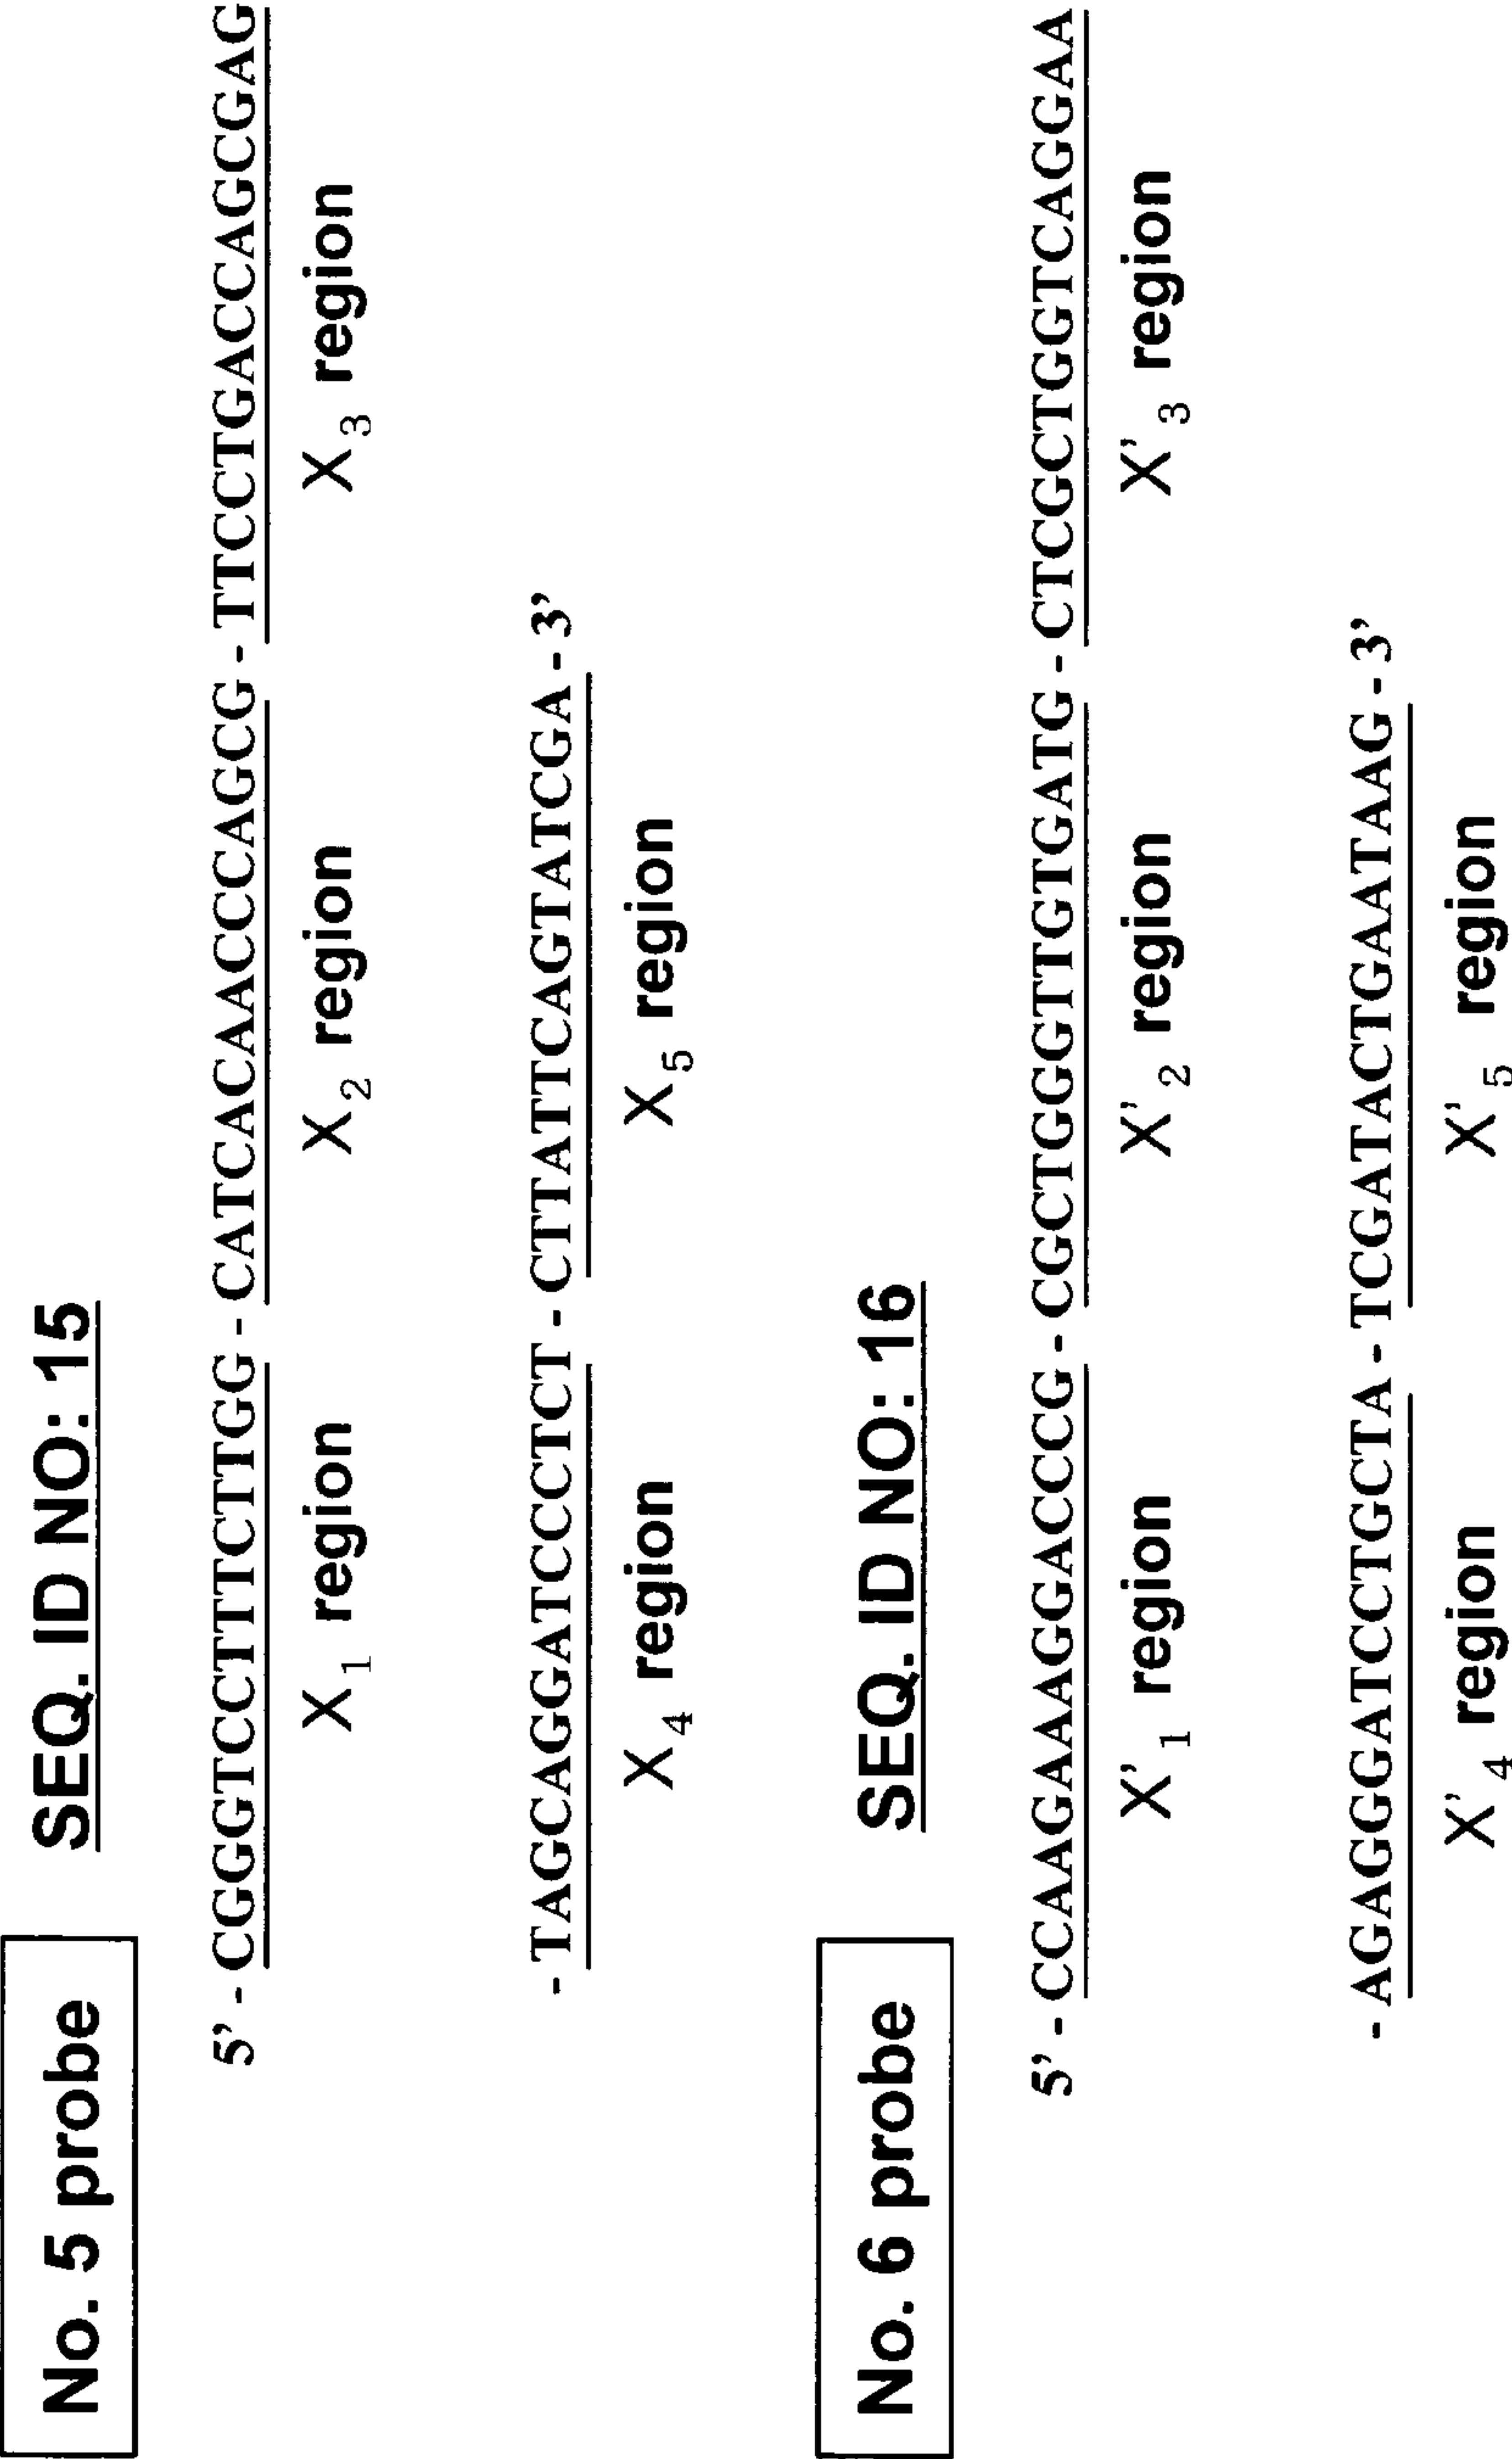 No. 5 probe SEQ. ID NO: 15
5' - CGGGTCCTTTCTTGG - CATCACAACCCAGCG - TTCCTGACCAGCGAG
X1 region X2 region X3 region
- TAGCAGGATCCCTCT - CTTATTCAGTATCGA - 3'
X4 region X5 region
No. 6 probe SEQ. ID NO: 16
5' - CCAAGAAAGGACCCG - CGCTGGGTTGTGATG - CTCGCTGGTCAGGAA
X'1 region X'2 region X'3 region
- AGAGGGATCCTGCTA - TCGATACTGAATAAG - 3'
X'4 region X'5 region